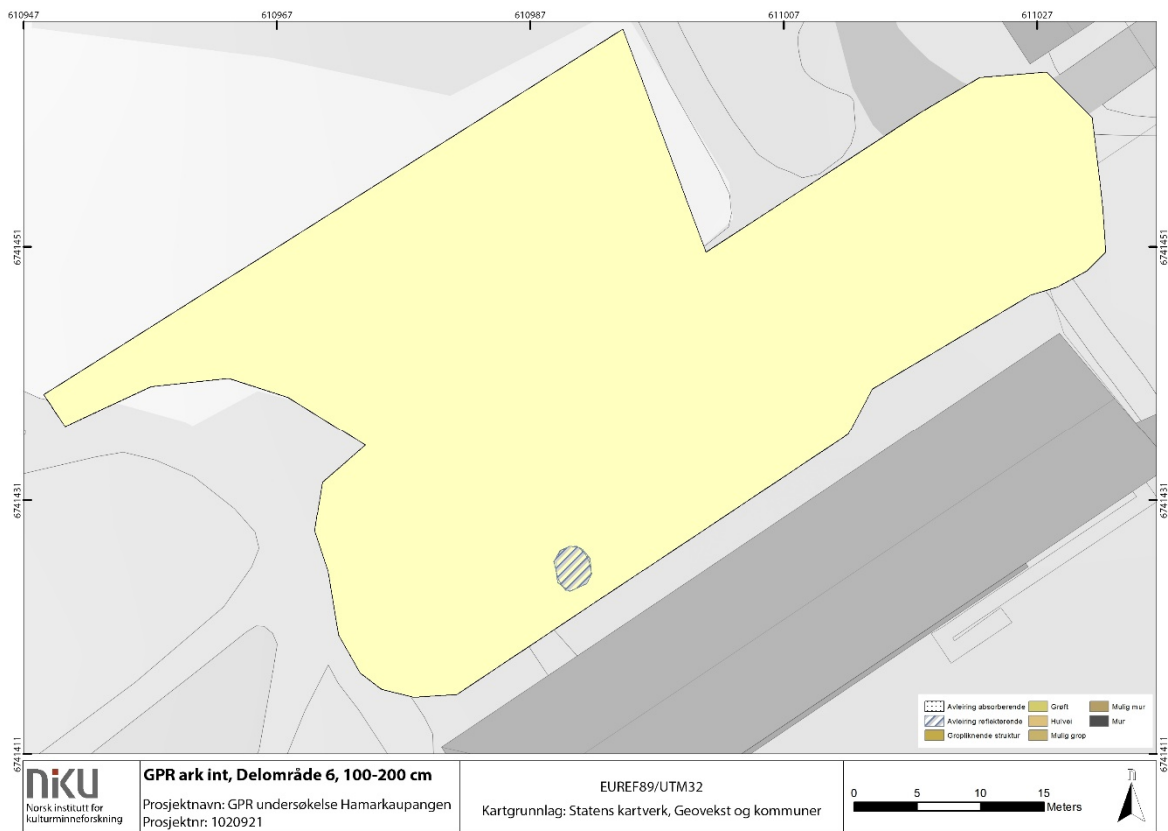 610947
610967
610987
611007
611027
6741451
6741451
6741431
6741431
6741411
6741411
Avleiring absorberende
Grøft
Mulig mur
Avleiring reflekterende
Hulvei
Mur
Gropliknende struktur
Mulig grop
niku
Norsk institutt for
kulturminneforskning
GPR ark int, Delområde 6, 100-200 cm
Prosjektnavn: GPR undersøkelse Hamarkaupangen
Prosjektnr: 1020921
EUREF89/UTM32
Kartgrunnlag: Statens kartverk, Geovekst og kommuner
0 5 10 15
Meters